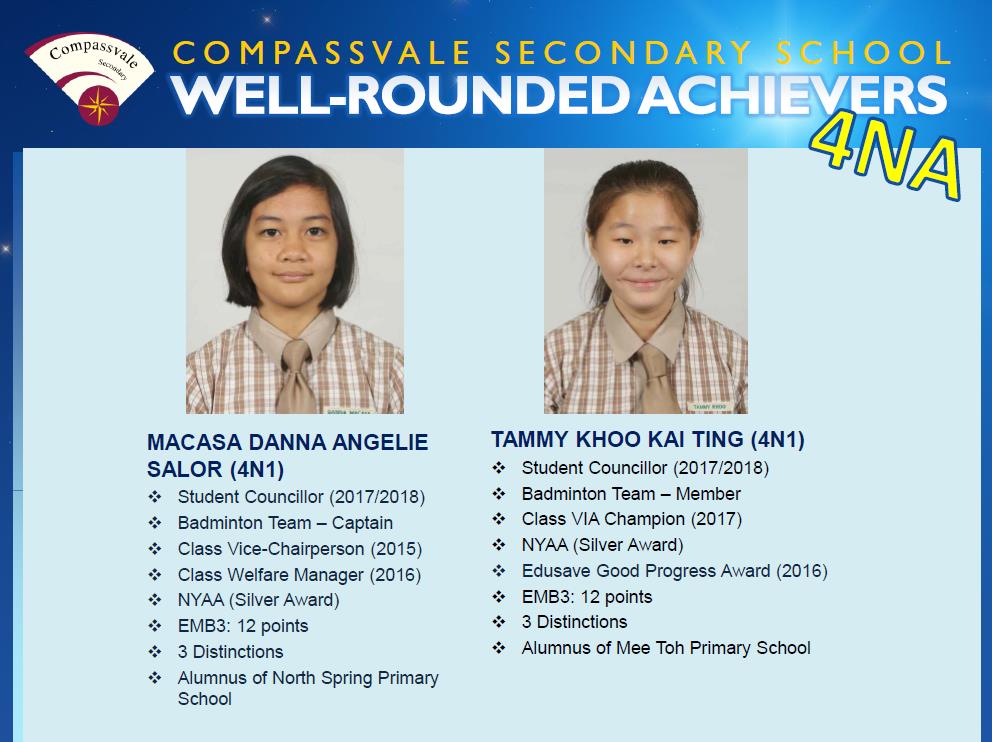 Compassvale
Secondary
COMPASSVALE SECONDARY SCHOOL
WELL-ROUNDED ACHIEVERS
4NA
MACASA DANNA ANGELIE
SALOR (4N1)
❖ Student Councillor (2017/2018)
❖ Badminton Team – Captain
❖ Class Vice-Chairperson (2015)
❖ Class Welfare Manager (2016)
❖ NYAA (Silver Award)
❖ EMB3: 12 points
❖ 3 Distinctions
❖ Alumnus of North Spring Primary
School
TAMMY KHOO
TAMMY KHOO KAI TING (4N1)
❖ Student Councillor (2017/2018)
❖ Badminton Team – Member
❖ Class VIA Champion (2017)
❖ NYAA (Silver Award)
❖ Edusave Good Progress Award (2016)
❖ EMB3: 12 points
❖ 3 Distinctions
❖ Alumnus of Mee Toh Primary School